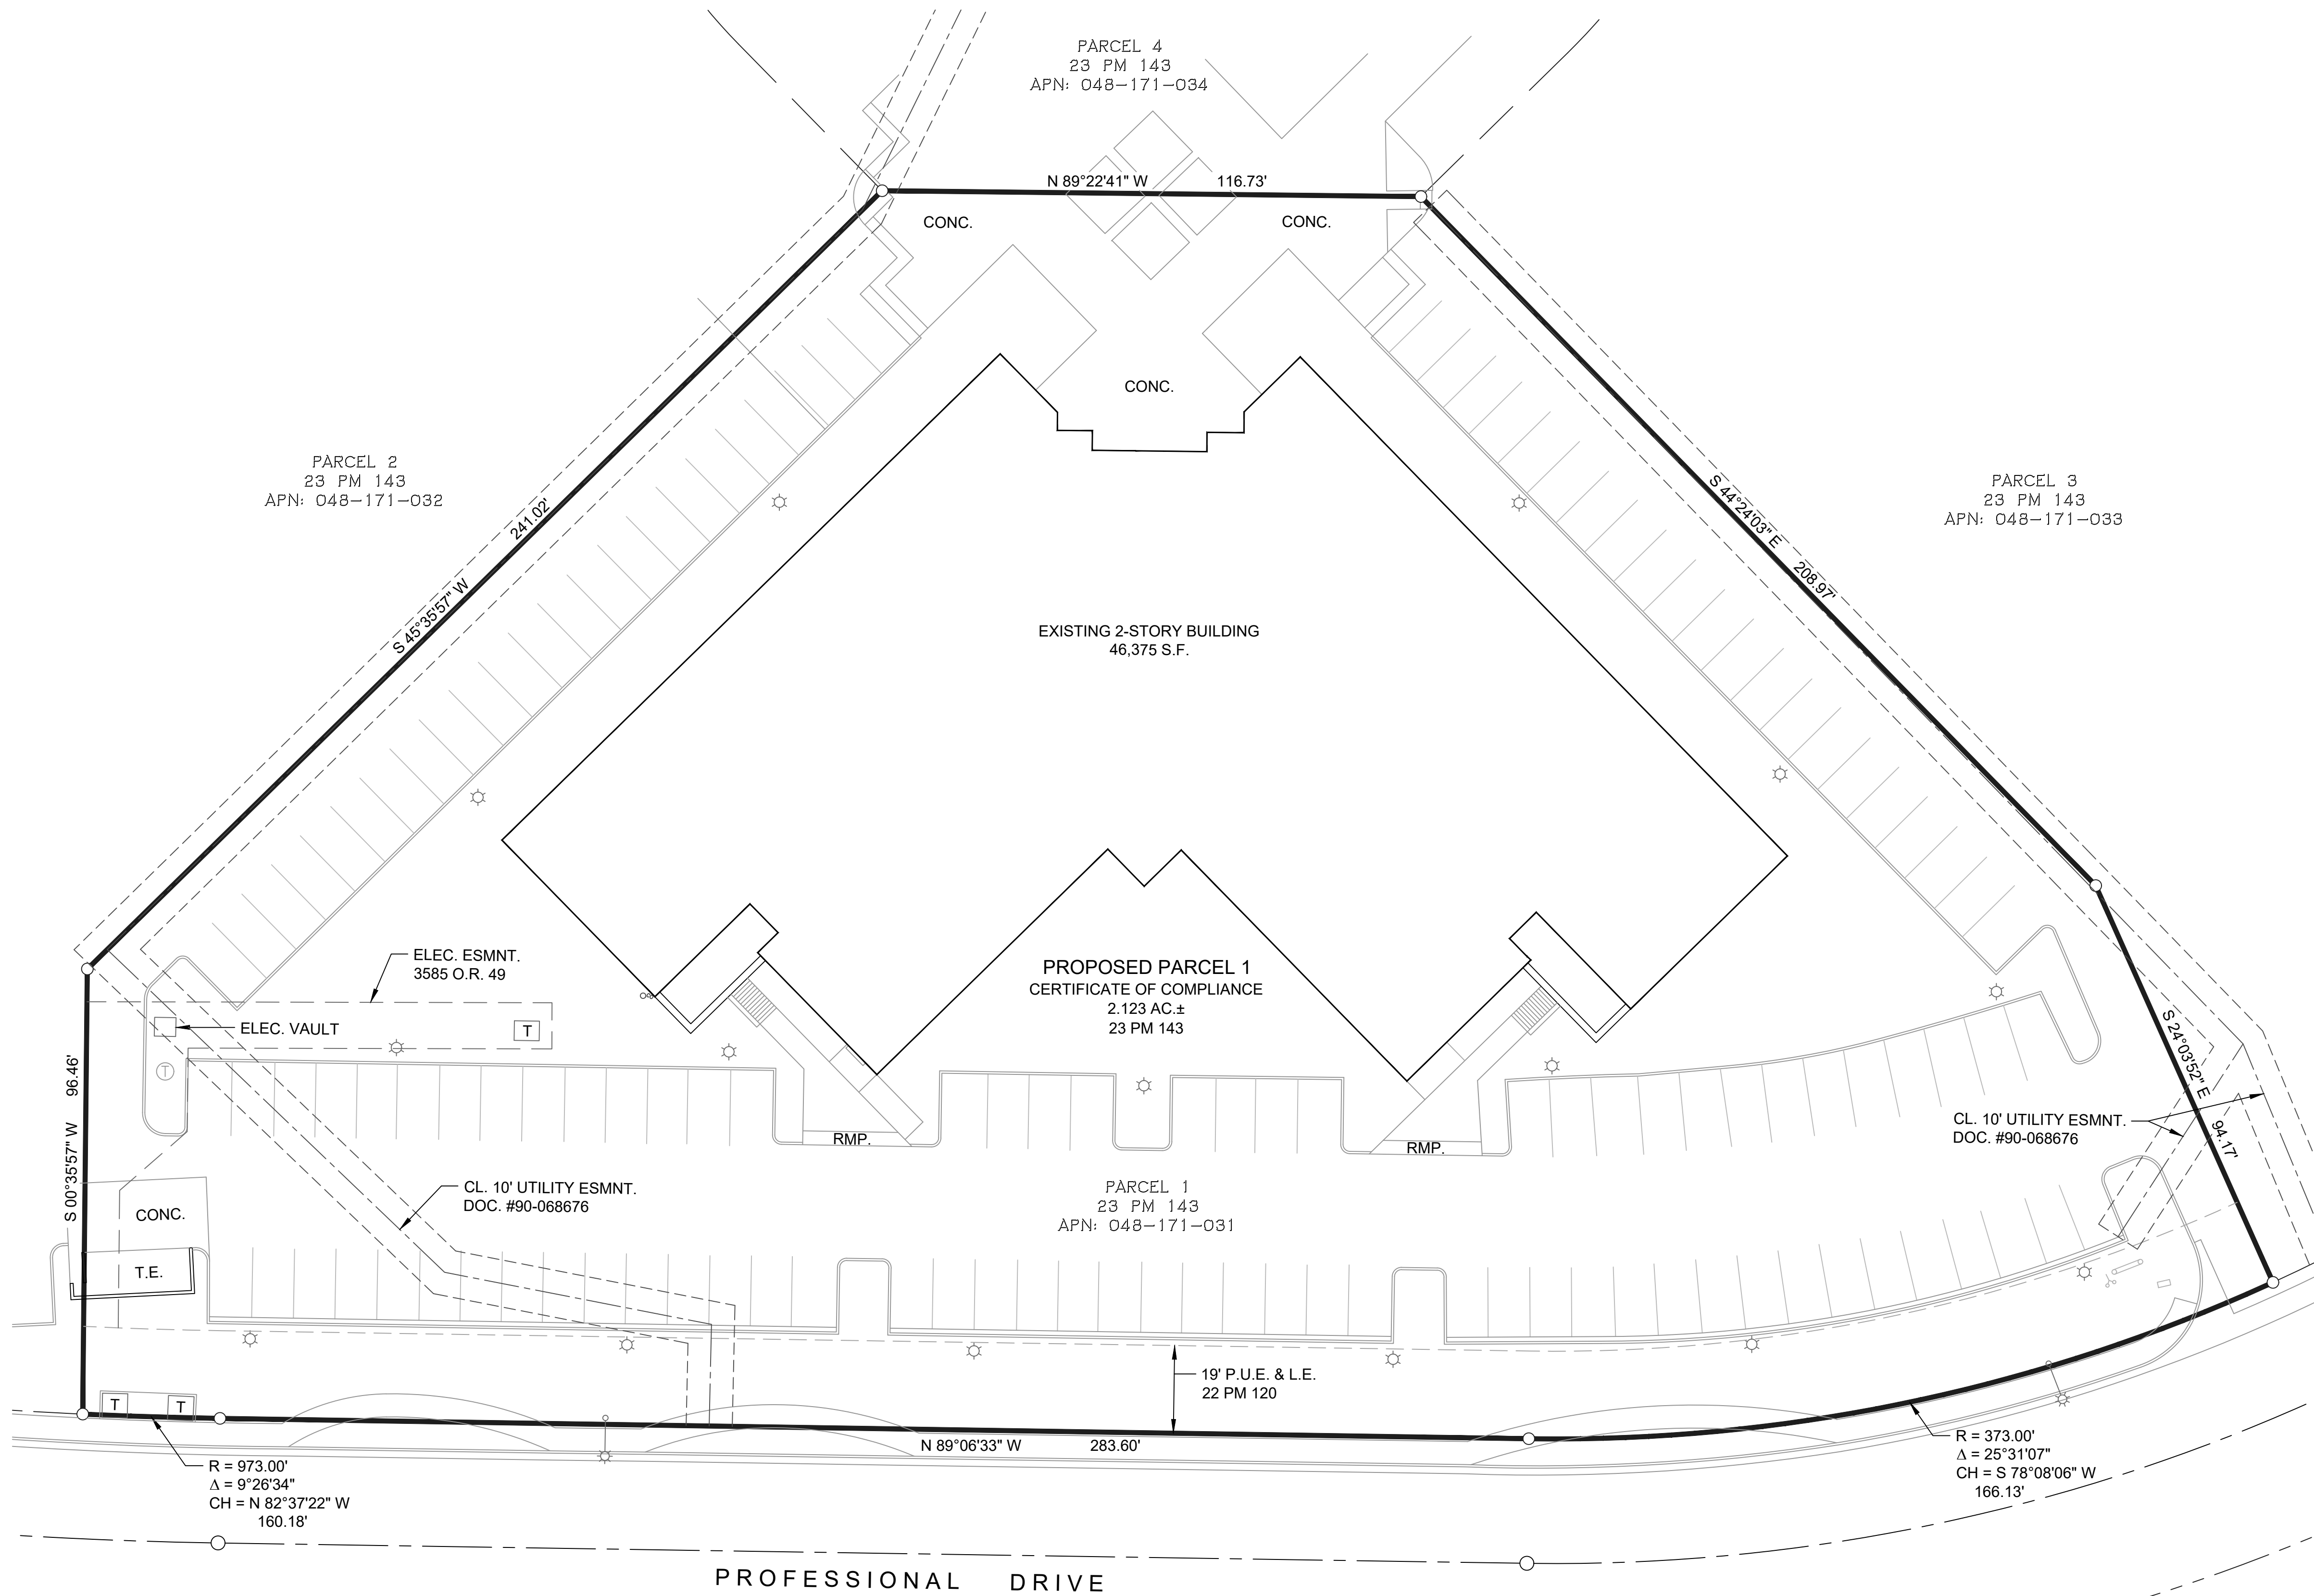 PARCEL 4
23 PM 143
APN: 048-171-034
N 89°22'41" W 116.73'
CONC.
CONC.
CONC.
PARCEL 2
23 PM 143
APN: 048-171-032
241.02'
S 45°35'57" W
PARCEL 3
23 PM 143
APN: 048-171-033
S 44°24'03" E
208.97'
EXISTING 2-STORY BUILDING
46,375 S.F.
ELEC. ESMNT.
3585 O.R. 49
ELEC. VAULT
T
T
PROPOSED PARCEL 1
CERTIFICATE OF COMPLIANCE
2.123 AC.±
23 PM 143
S 24°03'52" E
94.17'
CL. 10' UTILITY ESMNT.
DOC. #90-068676
S 00°35'57" W 96.46'
RMP.
RMP.
CL. 10' UTILITY ESMNT.
DOC. #90-068676
PARCEL 1
23 PM 143
APN: 048-171-031
CONC.
T.E.
T
T
19' P.U.E. & L.E.
22 PM 120
N 89°06'33" W 283.60'
R = 973.00'
Δ = 9°26'34"
CH = N 82°37'22" W
160.18'
R = 373.00'
Δ = 25°31'07"
CH = S 78°08'06" W
166.13'
PROFESSIONAL DRIVE